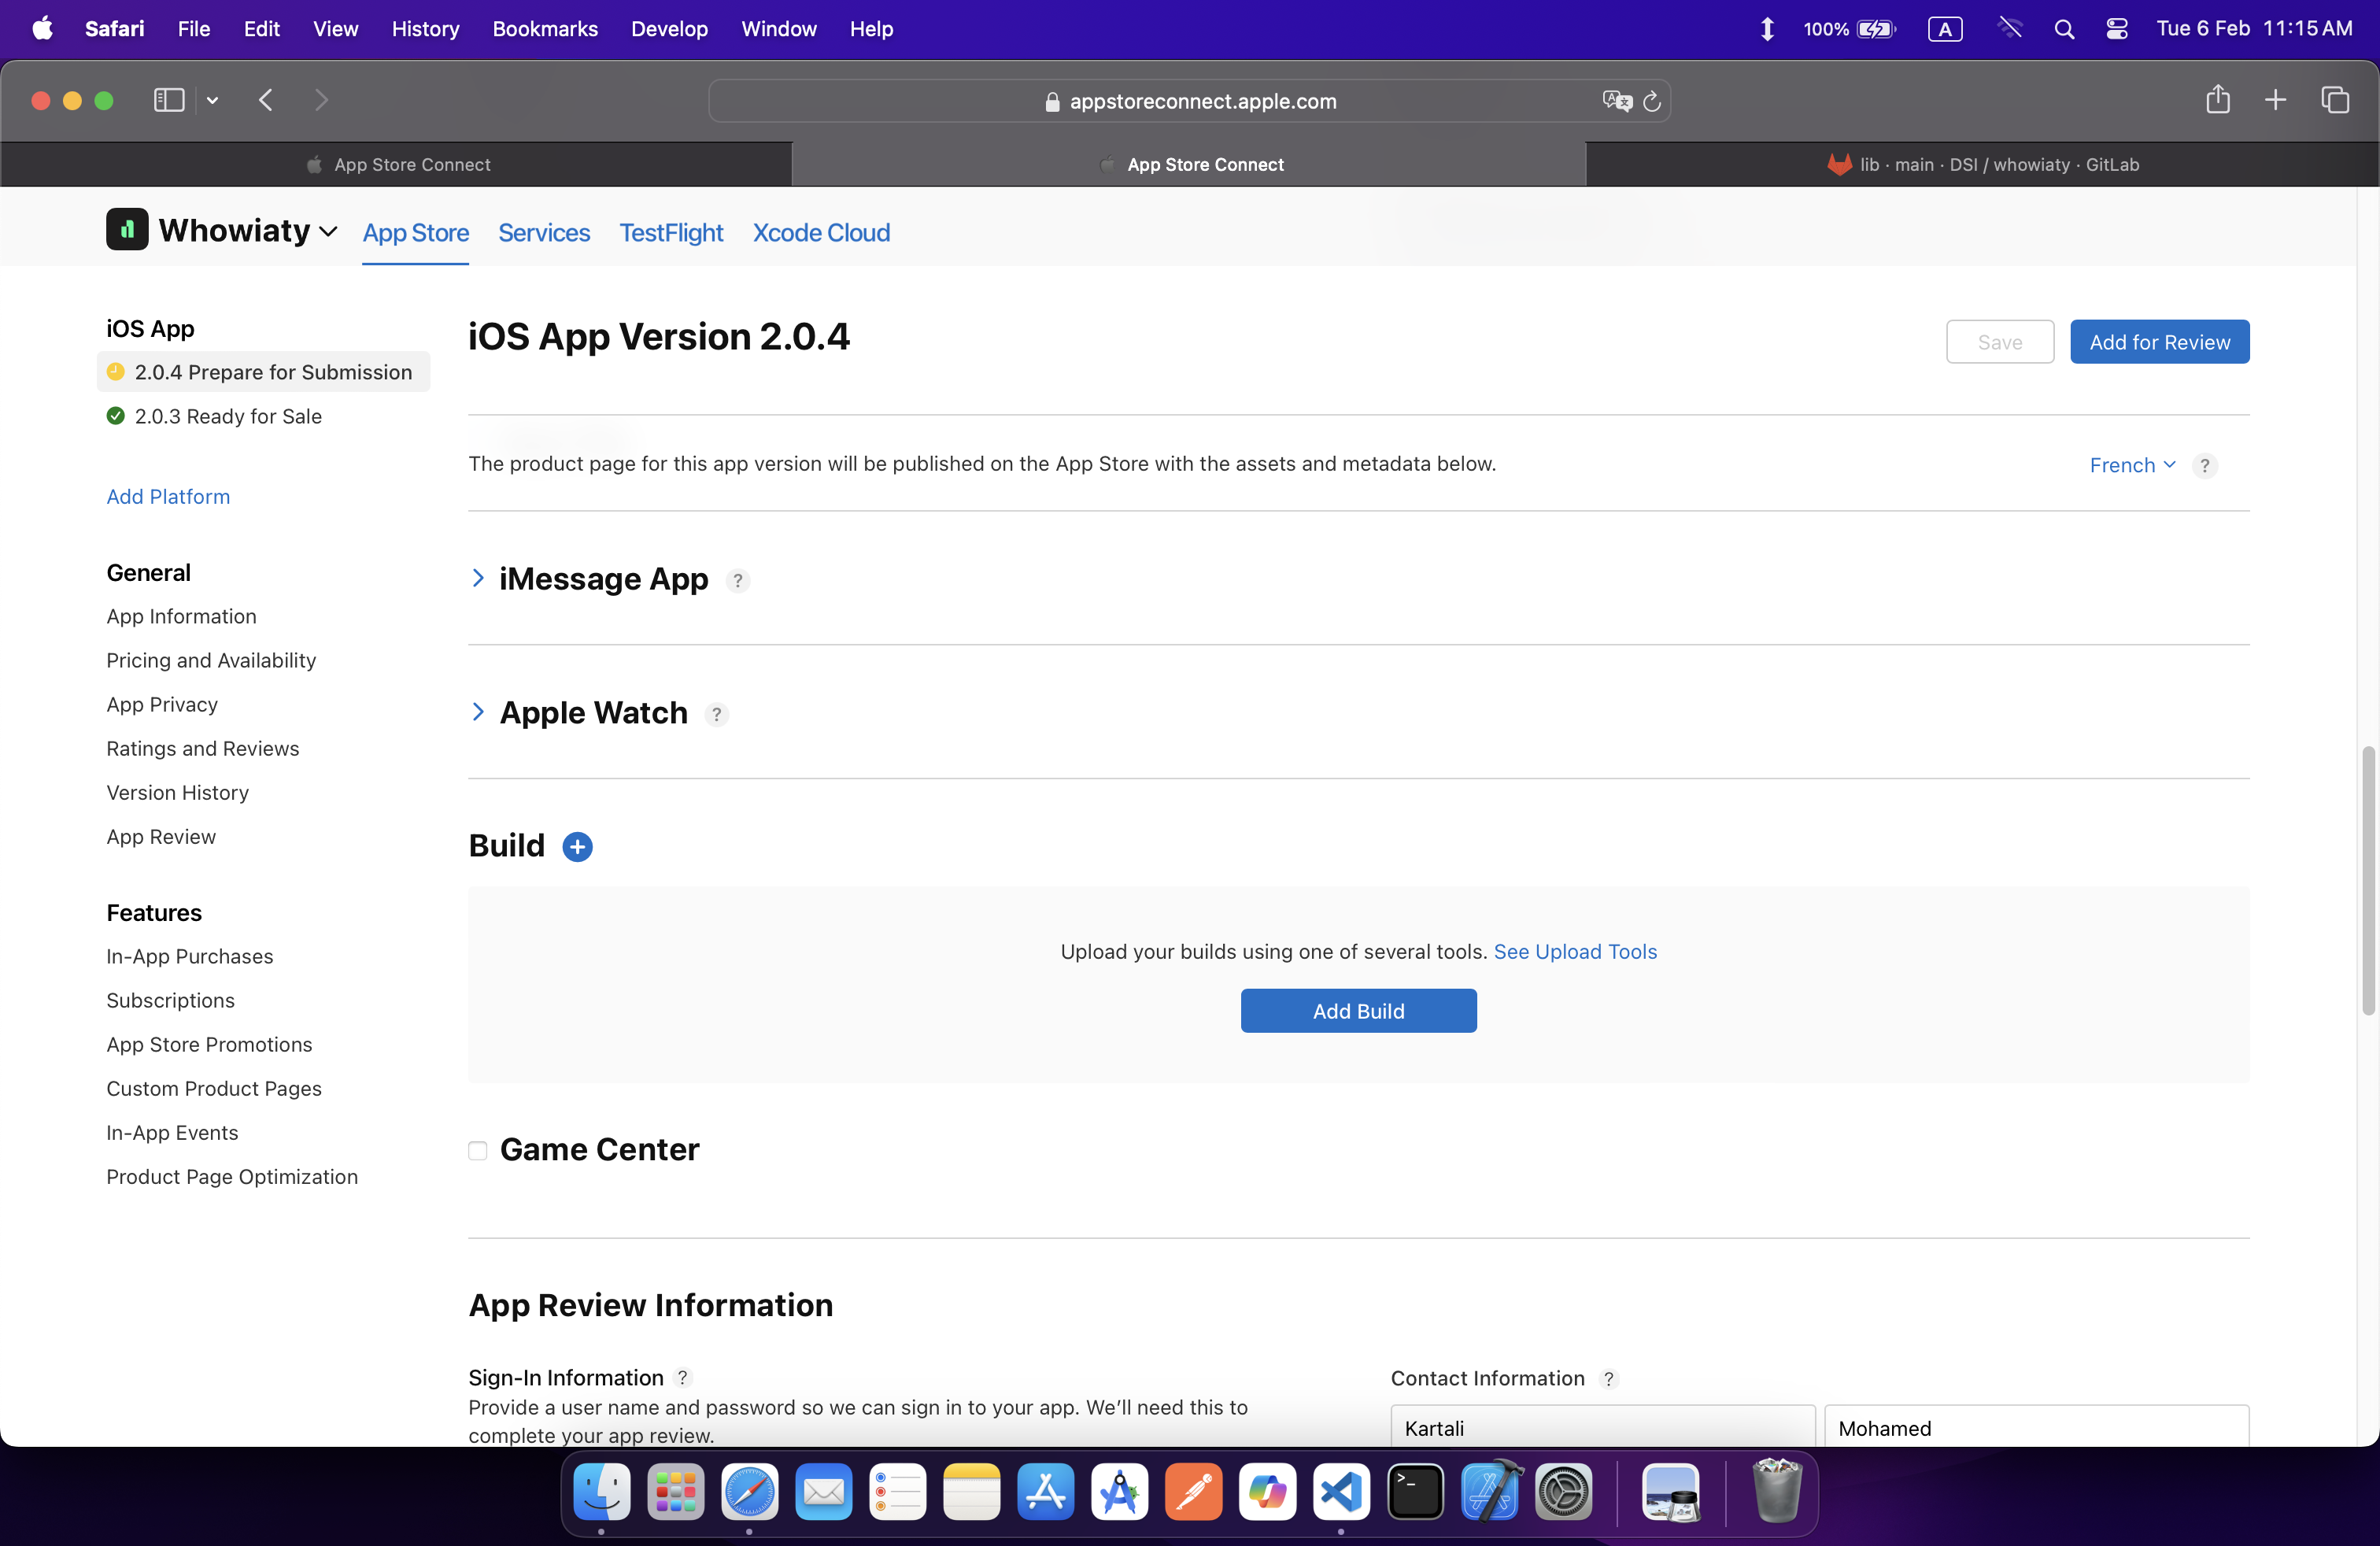 Safari File Edit View History Bookmarks Develop Window Help 100% A Tue 6 Feb 11:15 AM
appstoreconnect.apple.com
App Store Connect App Store Connect lib · main · DSI / whowiaty · GitLab
Whowiaty App Store Services TestFlight Xcode Cloud
iOS App
2.0.4 Prepare for Submission
2.0.3 Ready for Sale
Add Platform
General
App Information
Pricing and Availability
App Privacy
Ratings and Reviews
Version History
App Review
Features
In-App Purchases
Subscriptions
App Store Promotions
Custom Product Pages
In-App Events
Product Page Optimization
iOS App Version 2.0.4
Save Add for Review
The product page for this app version will be published on the App Store with the assets and metadata below.
French ?
iMessage App ?
Apple Watch ?
Build
Upload your builds using one of several tools. See Upload Tools
Add Build
Game Center
App Review Information
Sign-In Information ?
Provide a user name and password so we can sign in to your app. We’ll need this to
complete your app review.
Contact Information ?
Kartali Mohamed